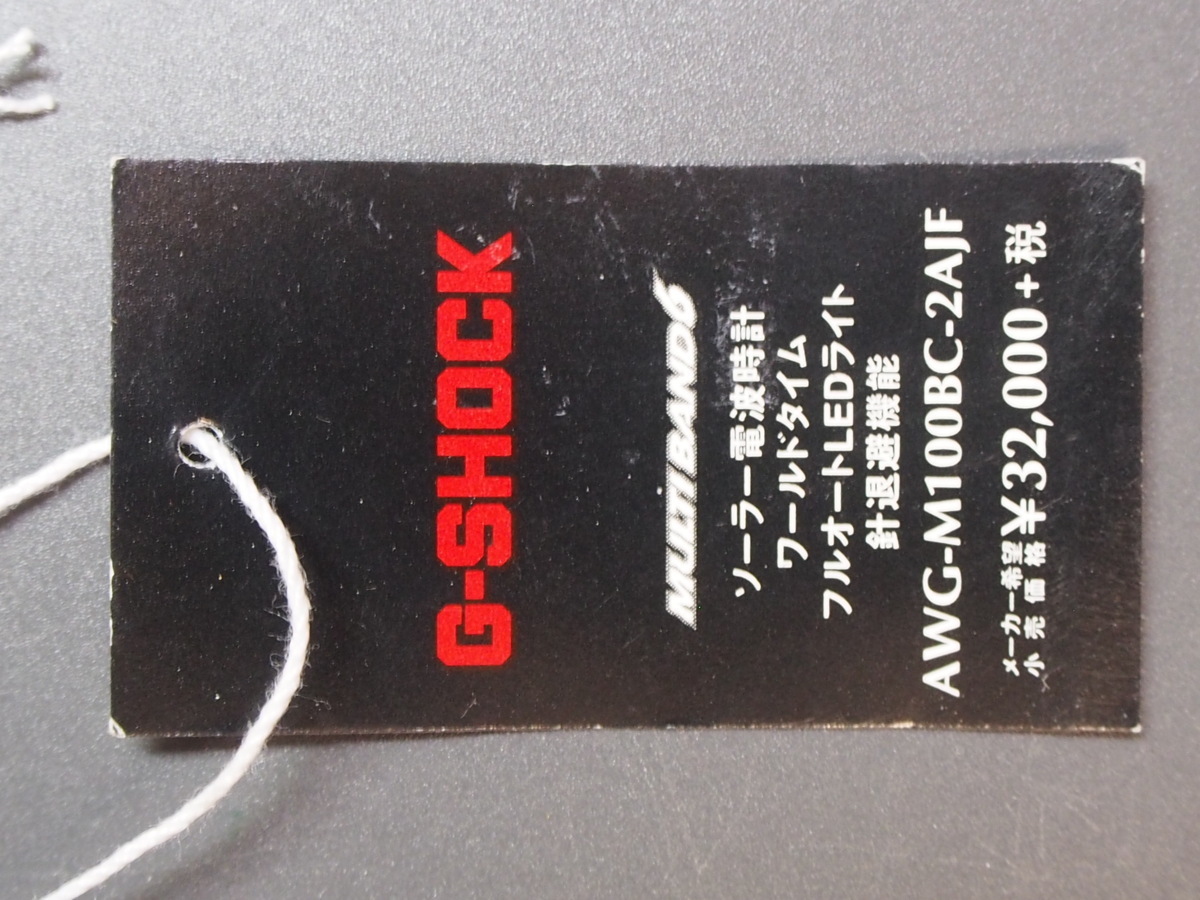 G-SHOCK
MULTIBAND6
ソーラー電波時計
ワールドタイム
フルオートLEDライト
針退避機能
AWG-M100BC-2AJF
メーカー希望
小売価格 ¥32,000+税